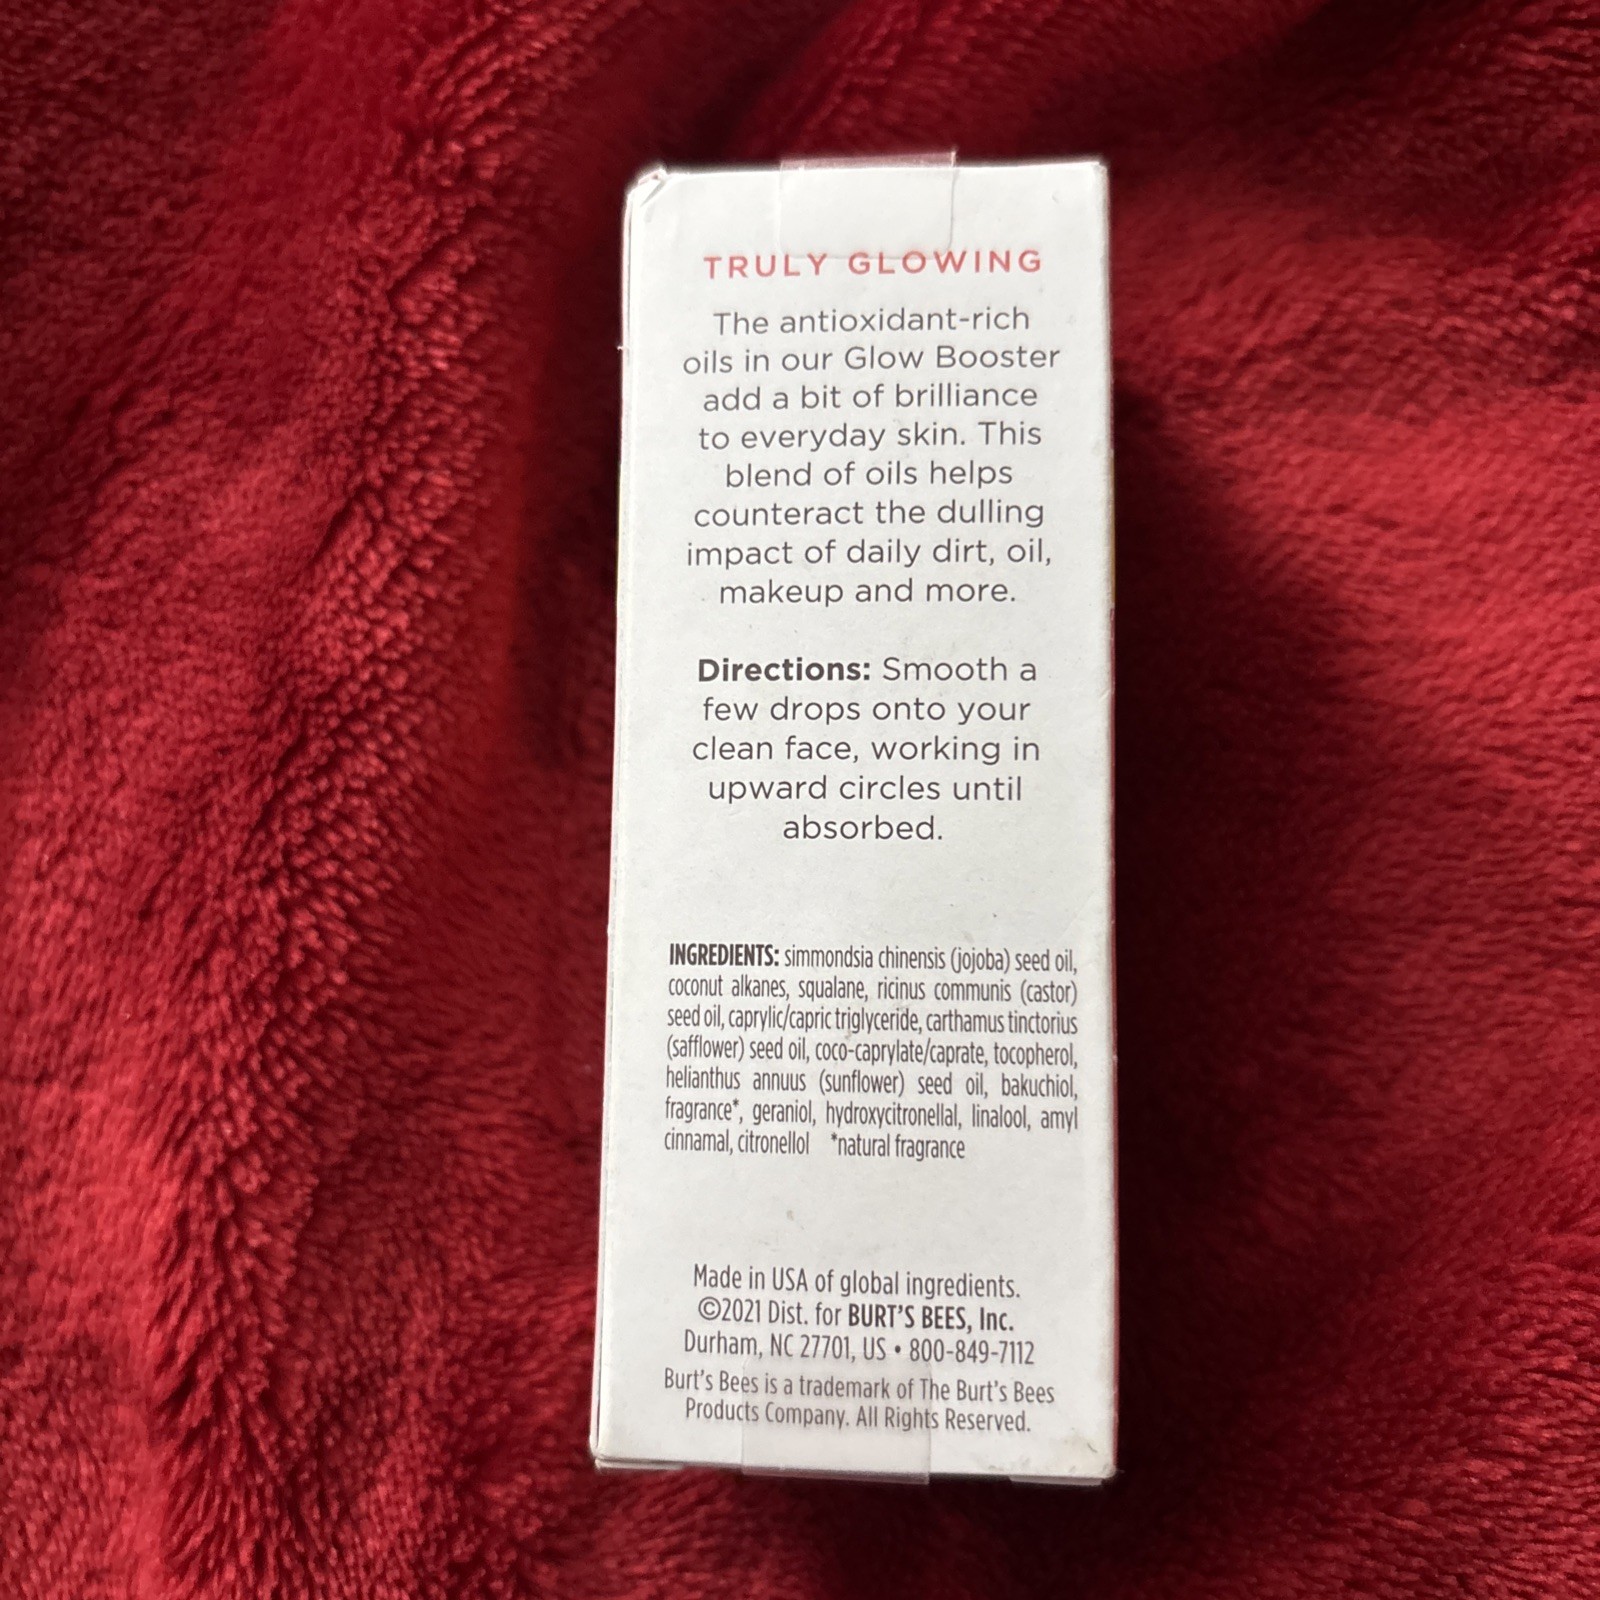 TRULY GLOWING
The antioxidant-rich
oils in our Glow Booster
add a bit of brilliance
to everyday skin. This
blend of oils helps
counteract the dulling
impact of daily dirt, oil,
makeup and more.
Directions: Smooth a
few drops onto your
clean face, working in
upward circles until
absorbed.
INGREDIENTS: simmondsia chinensis (jojoba) seed oil,
coconut alkanes, squalane, ricinus communis (castor)
seed oil, caprylic/capric triglyceride, carthamus tinctorius
(safflower) seed oil, coco-caprylate/caprate, tocopherol,
helianthus annuus (sunflower) seed oil, bakuchiol,
fragrance*, geraniol, hydroxycitronellal, linalool, amyl
cinnamal, citronellol *natural fragrance
Made in USA of global ingredients.
©2021 Dist. for BURT'S BEES, Inc.
Durham, NC 27701, US • 800-849-7112
Burt's Bees is a trademark of The Burt's Bees
Products Company. All Rights Reserved.